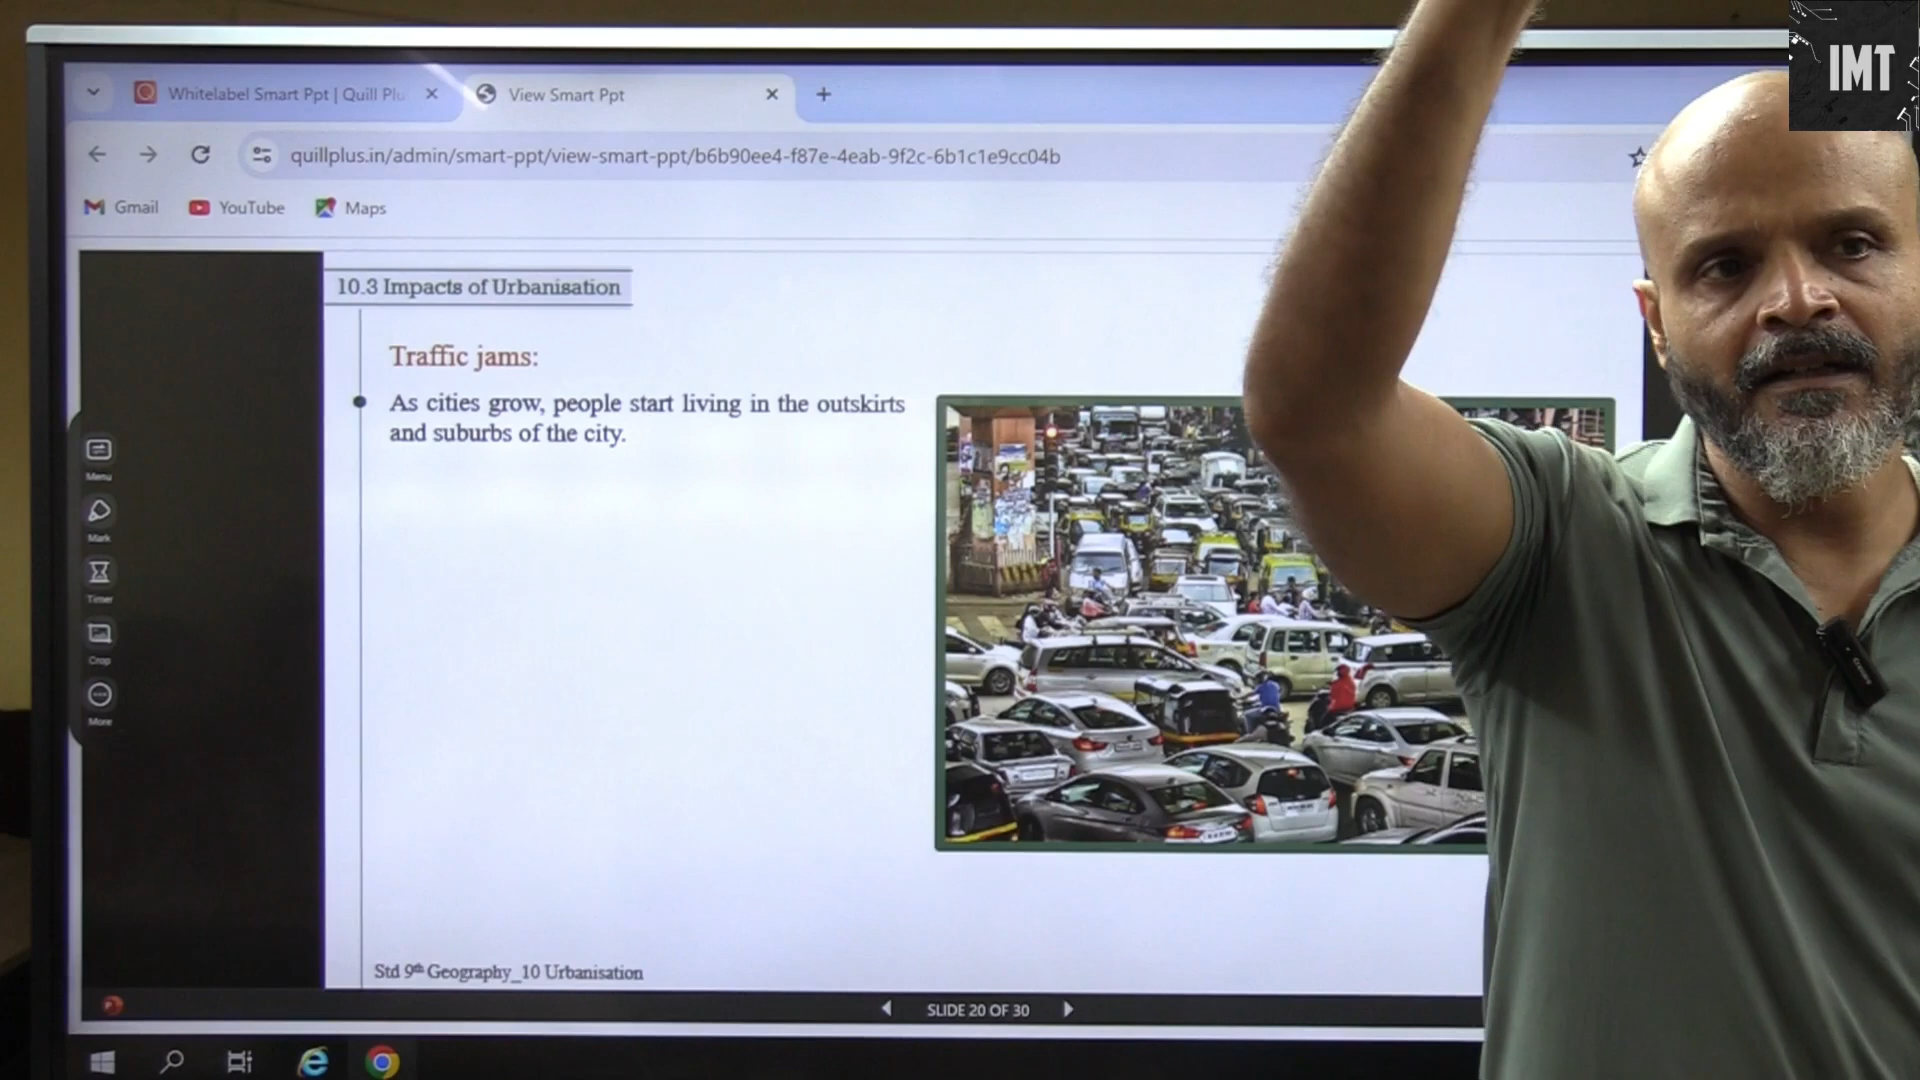 IMT
Whitelabel Smart Ppt | Quill Plu
View Smart Ppt
quillplus.in/admin/smart-ppt/view-smart-ppt/b6b90ee4-f87e-4eab-9f2c-6b1c1e9cc04b
Gmail
YouTube
Maps
10.3 Impacts of Urbanisation
Traffic jams:
As cities grow, people start living in the outskirts
and suburbs of the city.
Menu
Mark
Timer
Crop
More
Std 9th Geography_10 Urbanisation
SLIDE 20 OF 30